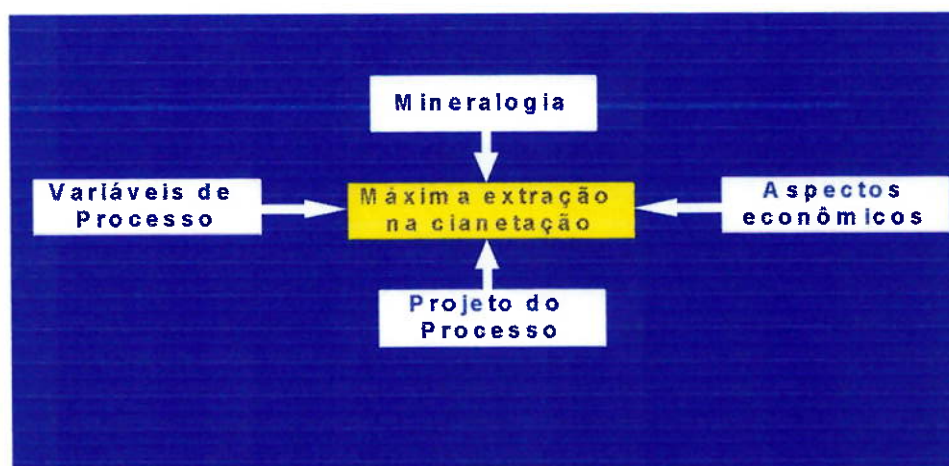 Mineralogia
Variáveis de
Processo
Máxima extração
na cianetação
Aspectos
econômicos
Projeto do
Processo